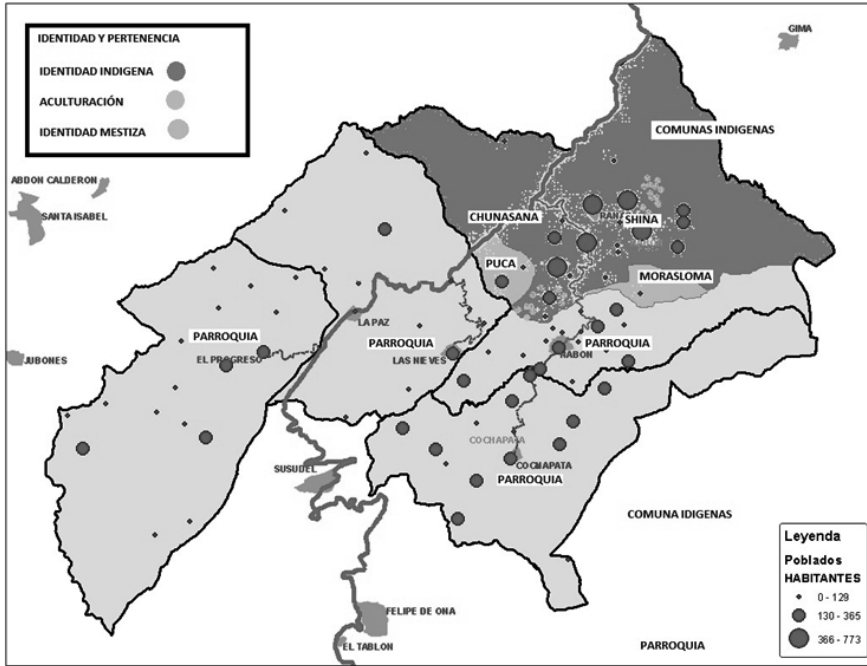 IDENTIDAD Y PERTENENCIA
IDENTIDAD INDIGENA
ACULTURACIÓN
IDENTIDAD MESTIZA
GIMA
COMUNAS INDIGENAS
ABDON CALDERON
SANTA ISABEL
CHUNASANA
SHINA
PUCA
MORASLOMA
LA PAZ
PARROQUIA
PARROQUIA
PARROQUIA
JUBONES
EL PROGRESO
LAS NIEVES
NABON
COCHAPATA
COCHAPATA
SUSUDEL
PARROQUIA
COMUNA IDIGENAS
Leyenda
Poblados
HABITANTES
0 - 129
130 - 365
366 - 773
FELIPE DE ONA
EL TABLON
PARROQUIA